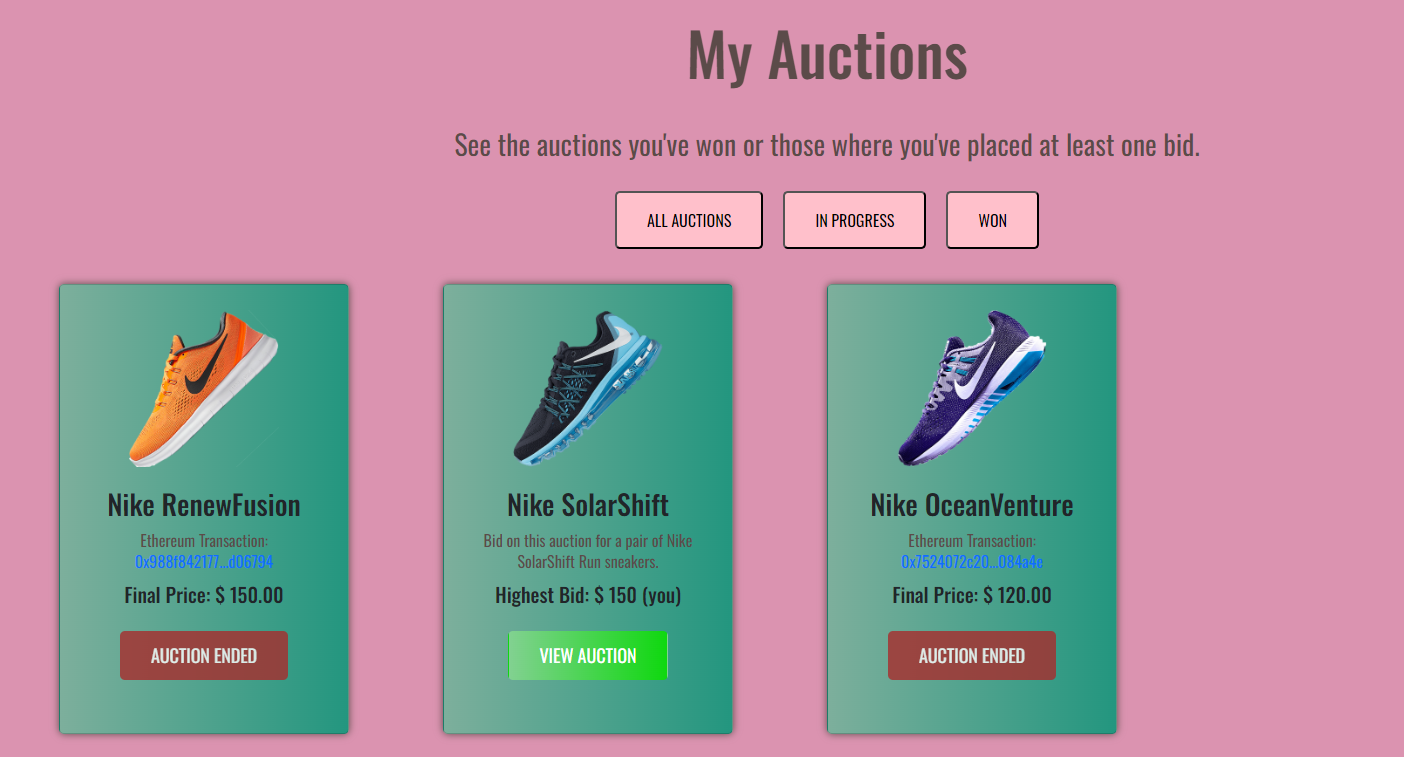 My Auctions
See the auctions you've won or those where you've placed at least one bid.
ALL AUCTIONS
IN PROGRESS
WON
Nike RenewFusion
Ethereum Transaction:
0x988f842177...d06794
Final Price: $ 150.00
AUCTION ENDED
Nike SolarShift
Bid on this auction for a pair of Nike
SolarShift Run sneakers.
Highest Bid: $ 150 (you)
VIEW AUCTION
Nike OceanVenture
Ethereum Transaction:
0x7524072c20...084a4e
Final Price: $ 120.00
AUCTION ENDED